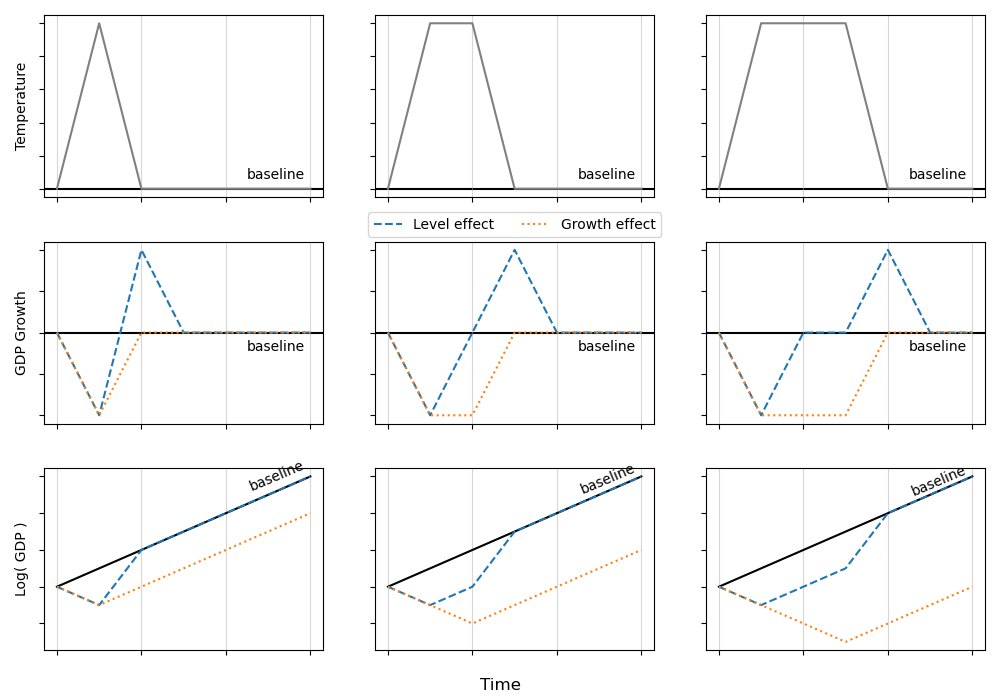 Temperature
baseline
baseline
baseline
Level effect
Growth effect
GDP Growth
baseline
baseline
baseline
Log( GDP )
baseline
baseline
baseline
Time